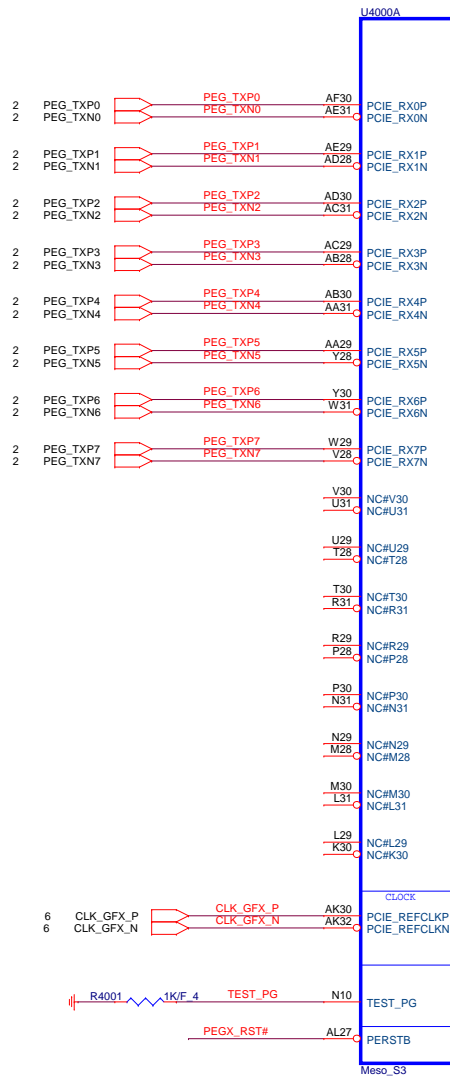 U4000A
PEG_TXP0 AF30
2 PEG_TXP0 PCIE_RX0P
PEG_TXN0 AE31
2 PEG_TXN0 PCIE_RX0N
PEG_TXP1 AE29
2 PEG_TXP1 PCIE_RX1P
PEG_TXN1 AD28
2 PEG_TXN1 PCIE_RX1N
PEG_TXP2 AD30
2 PEG_TXP2 PCIE_RX2P
PEG_TXN2 AC31
2 PEG_TXN2 PCIE_RX2N
PEG_TXP3 AC29
2 PEG_TXP3 PCIE_RX3P
PEG_TXN3 AB28
2 PEG_TXN3 PCIE_RX3N
PEG_TXP4 AB30
2 PEG_TXP4 PCIE_RX4P
PEG_TXN4 AA31
2 PEG_TXN4 PCIE_RX4N
PEG_TXP5 AA29
2 PEG_TXP5 PCIE_RX5P
PEG_TXN5 Y28
2 PEG_TXN5 PCIE_RX5N
PEG_TXP6 Y30
2 PEG_TXP6 PCIE_RX6P
PEG_TXN6 W31
2 PEG_TXN6 PCIE_RX6N
PEG_TXP7 W29
2 PEG_TXP7 PCIE_RX7P
PEG_TXN7 V28
2 PEG_TXN7 PCIE_RX7N
V30 NC#V30
U31 NC#U31
U29 NC#U29
T28 NC#T28
T30 NC#T30
R31 NC#R31
R29 NC#R29
P28 NC#P28
P30 NC#P30
N31 NC#N31
N29 NC#N29
M28 NC#M28
M30 NC#M30
L31 NC#L31
L29 NC#L29
K30 NC#K30
CLOCK
CLK_GFX_P AK30
6 CLK_GFX_P PCIE_REFCLKP
CLK_GFX_N AK32
6 CLK_GFX_N PCIE_REFCLKN
R4001 1K/F_4 TEST_PG N10 TEST_PG
PEGX_RST# AL27 PERSTB
Meso_S3